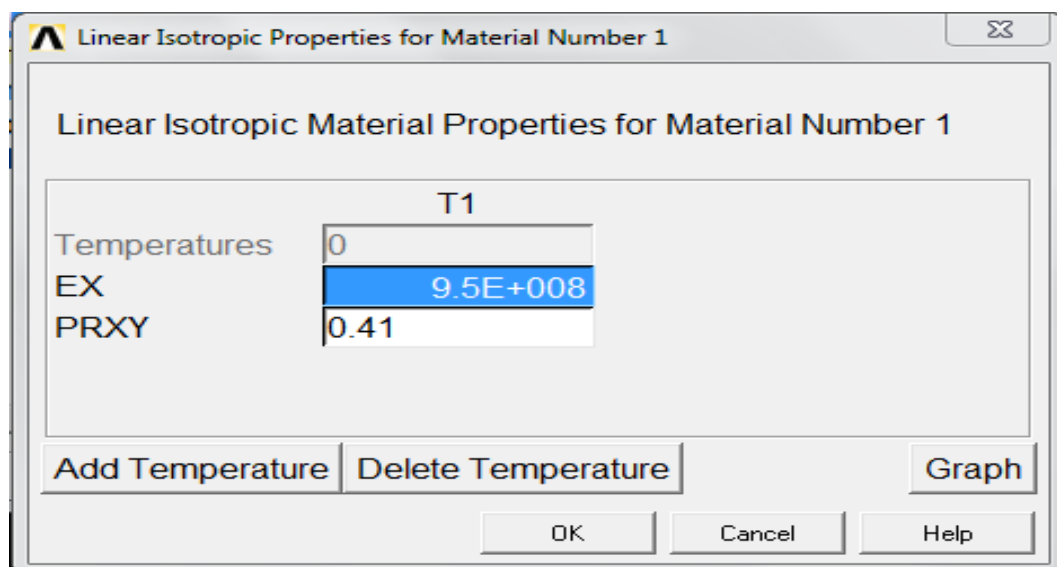 Linear Isotropic Properties for Material Number 1
Linear Isotropic Material Properties for Material Number 1
T1
Temperatures 0
EX 9.5E+008
PRXY 0.41
Add Temperature Delete Temperature Graph
OK Cancel Help